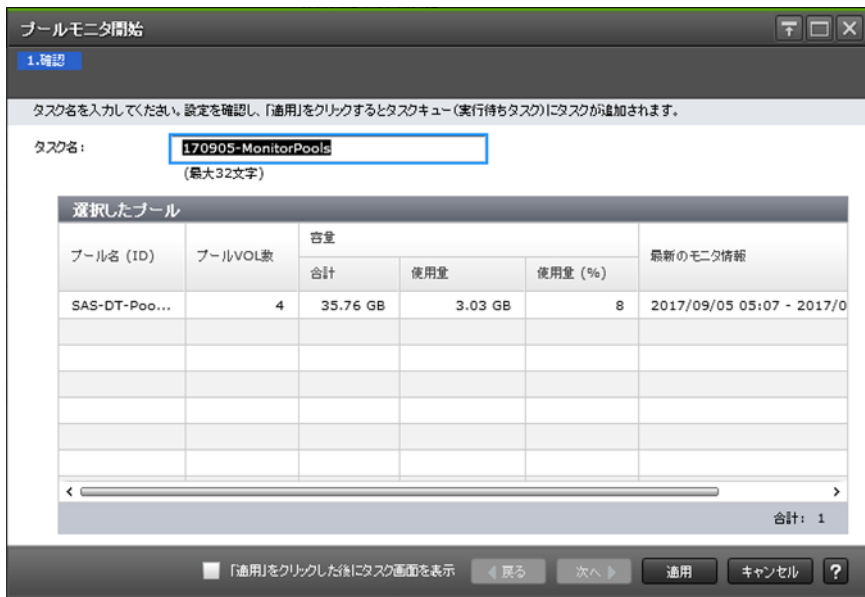 プールモニタ開始
1.確認
タスク名を入力してください。設定を確認し、「適用」をクリックするとタスクキュー(実行待ちタスク)にタスクが追加されます。
タスク名:
170905-MonitorPools
(最大32文字)
選択したプール
プール名 (ID)
プールVOL数
容量
合計
使用量
使用量 (%)
最新のモニタ情報
SAS-DT-Poo... 4 35.76 GB 3.03 GB 8 2017/09/05 05:07 - 2017/0
合計: 1
「適用」をクリックした後にタスク画面を表示 戻る 次へ 適用 キャンセル ?